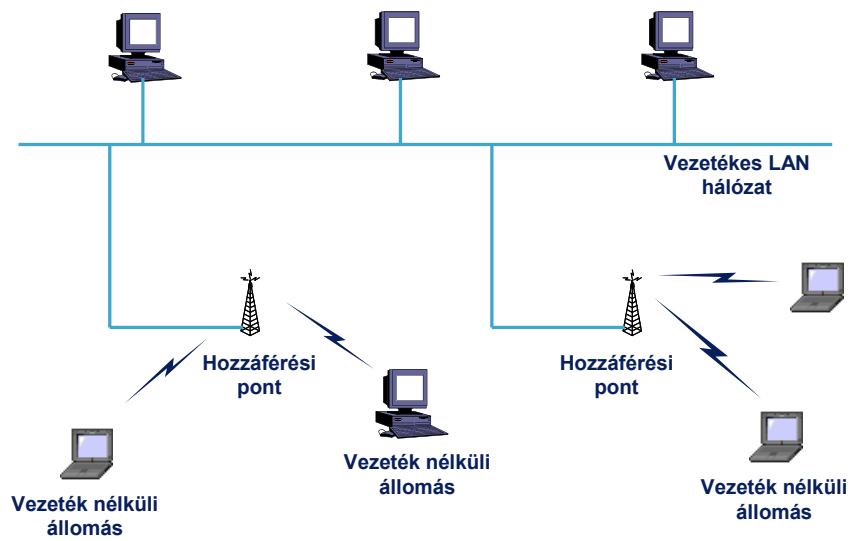 Vezetékes LAN
hálózat
Hozzáférési
pont
Hozzáférési
pont
Vezeték nélküli
állomás
Vezeték nélküli
állomás
Vezeték nélküli
állomás